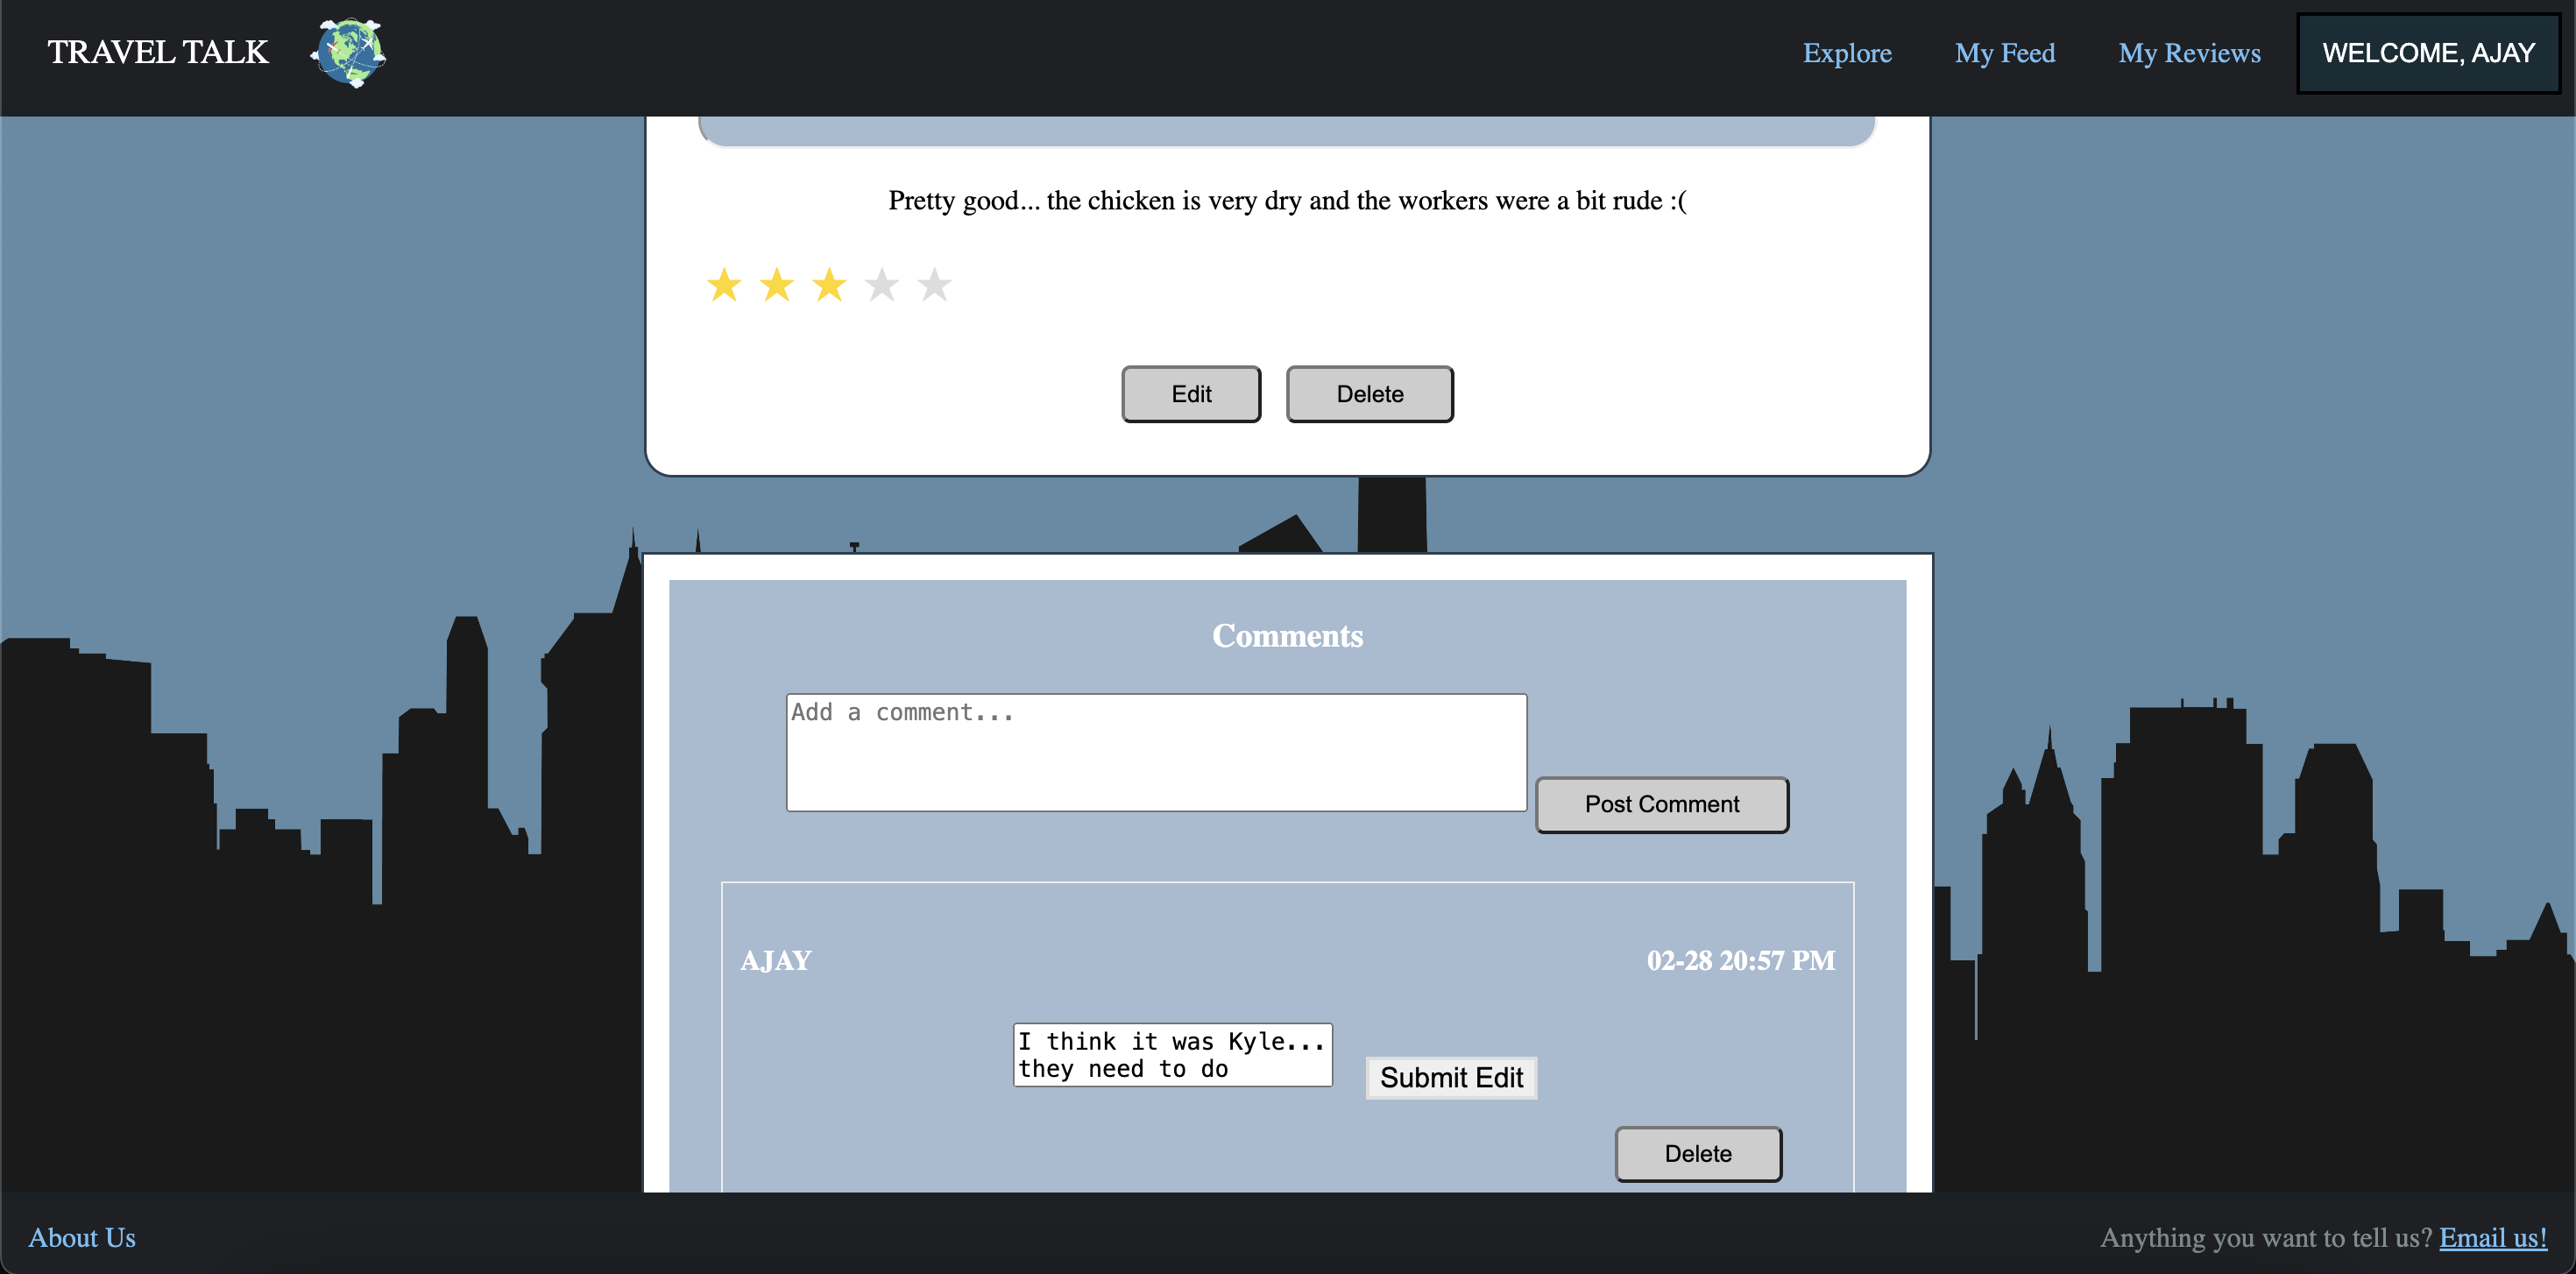 TRAVEL TALK
Explore
My Feed
My Reviews
WELCOME, AJAY
Pretty good... the chicken is very dry and the workers were a bit rude :(
Edit
Delete
Comments
Add a comment...
Post Comment
AJAY
02-28 20:57 PM
I think it was Kyle...
they need to do
Submit Edit
Delete
About Us
Anything you want to tell us? Email us!